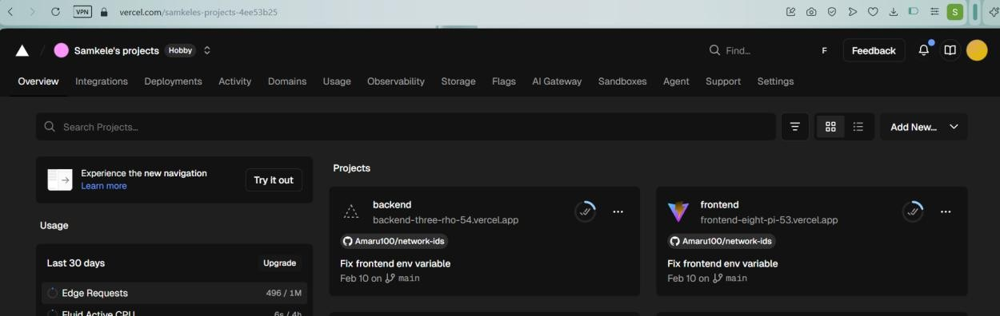 VPN vercel.com/samkeles-projects-4ee53b25 S
Samkele's projects Hobby Find... F Feedback
Overview Integrations Deployments Activity Domains Usage Observability Storage Flags AI Gateway Sandboxes Agent Support Settings
Search Projects... Add New...
Experience the new navigation
Learn more
Try it out
Usage
Last 30 days Upgrade
Edge Requests 496 / 1M
Fluid Active CPU 6s / 4h
Projects
backend
backend-three-rho-54.vercel.app
Amaru100/network-ids
Fix frontend env variable
Feb 10 on main
frontend
frontend-eight-pi-53.vercel.app
Amaru100/network-ids
Fix frontend env variable
Feb 10 on main